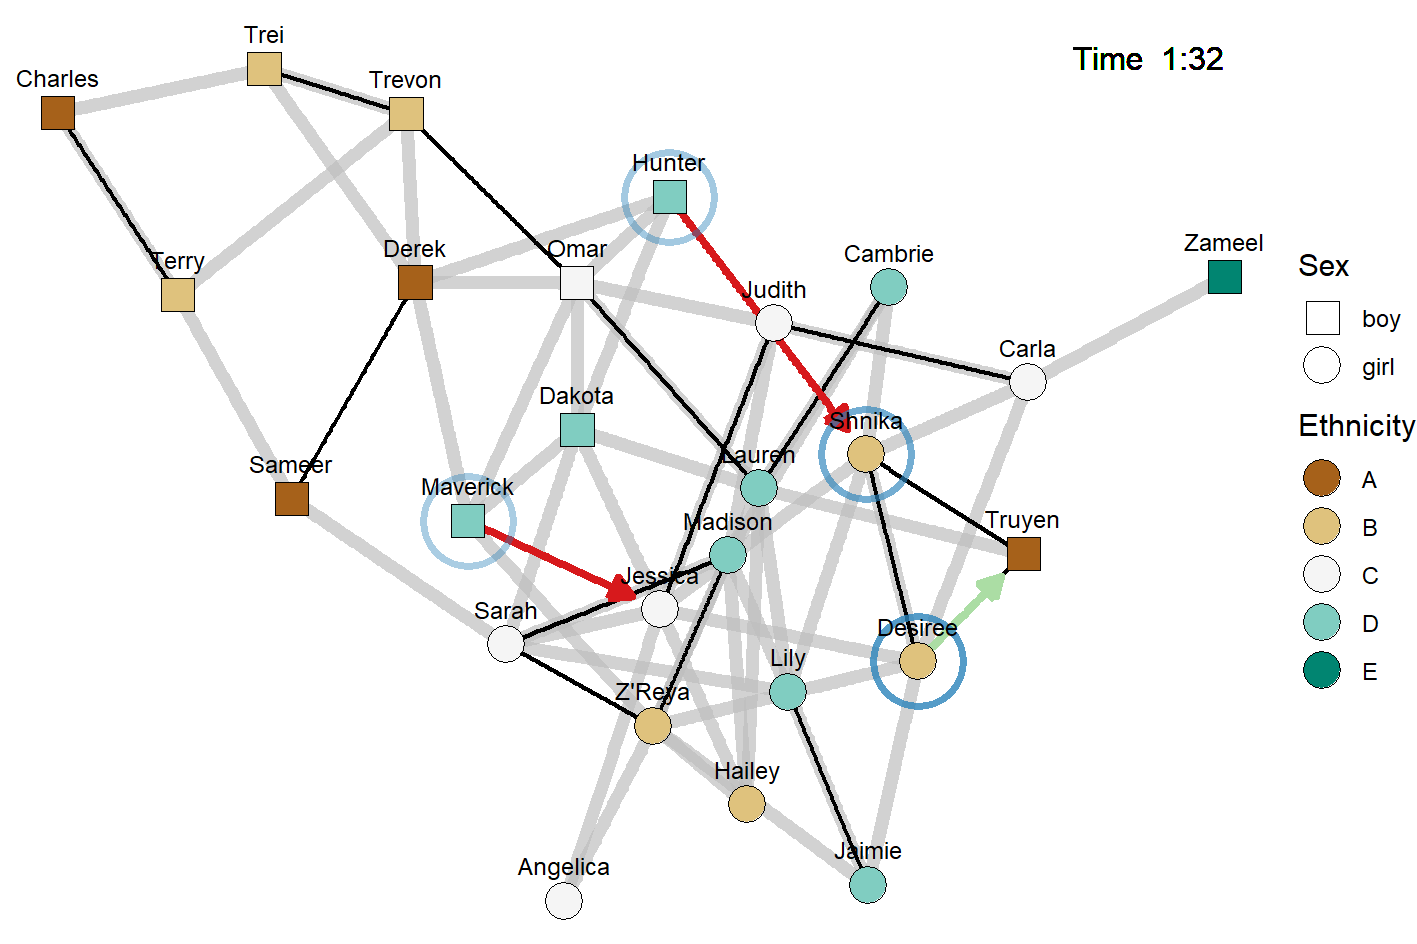 Trei
Charles
Trevon
Time 1:32
Hunter
Terry
Derek
Omar
Cambrie
Zameel
Judith
Carla
Dakota
Shnika
Lauren
Sameer
Maverick
Madison
Truyen
Jessica
Sarah
Desiree
Lily
Z'Reya
Hailey
Jaimie
Angelica
Sex
boy
girl
Ethnicity
A
B
C
D
E